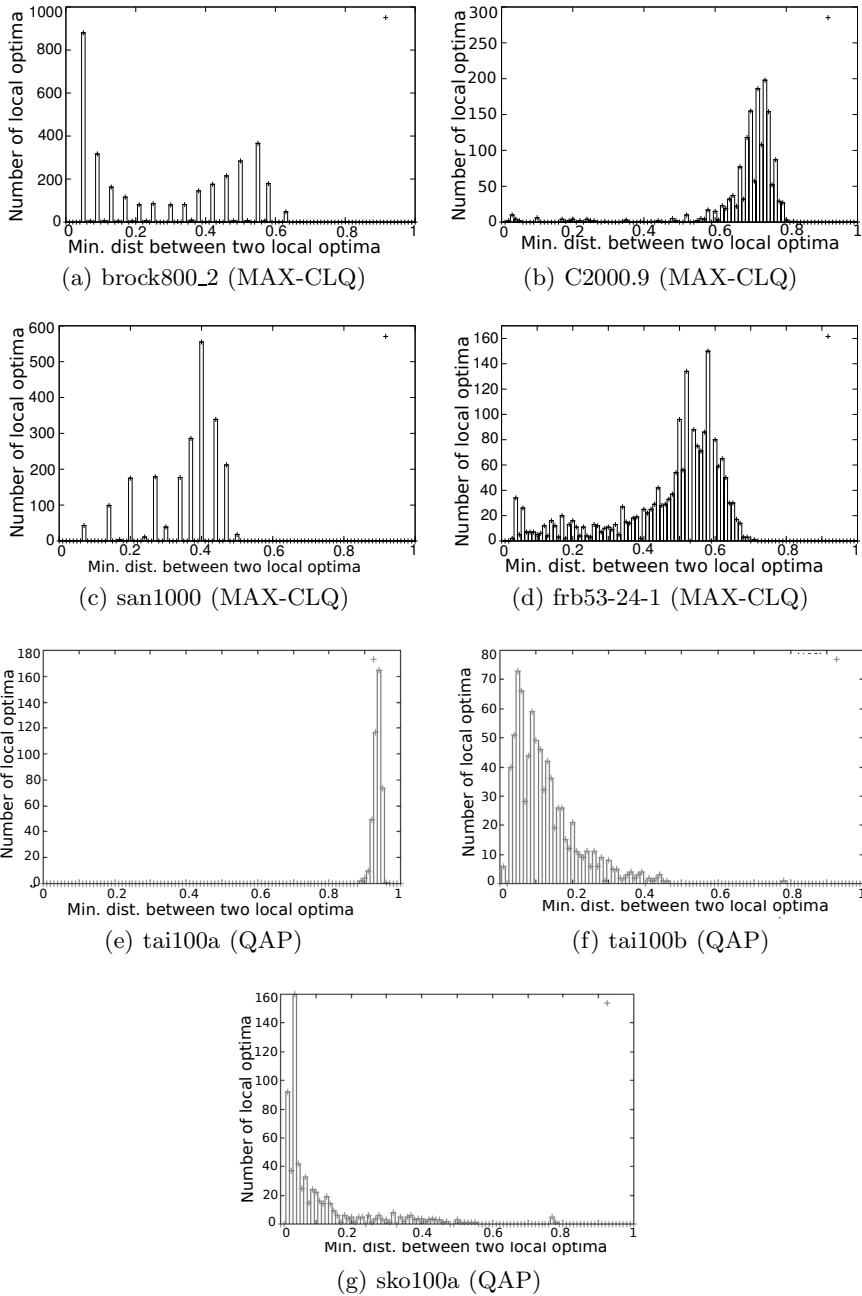 1000
800
600
400
200
0
0 0.2 0.4 0.6 0.8 1
Number of local optima
Min. dist between two local optima
(a) brock800_2 (MAX-CLQ)
300
250
200
150
100
50
0
0 0.2 0.4 0.6 0.8 1
Number of local optima
Min. dist. between two local optima
(b) C2000.9 (MAX-CLQ)
600
500
400
300
200
100
0
0 0.2 0.4 0.6 0.8 1
Number of local optima
Min. dist. between two local optima
(c) san1000 (MAX-CLQ)
160
140
120
100
80
60
40
20
0
0 0.2 0.4 0.6 0.8 1
Number of local optima
Min. dist. between two local optima
(d) frb53-24-1 (MAX-CLQ)
180
160
140
120
100
80
60
40
20
0
0 0.2 0.4 0.6 0.8 1
Number of local optima
Min. dist. between two local optima
(e) tai100a (QAP)
80
70
60
50
40
30
20
10
0
0 0.2 0.4 0.6 0.8 1
Number of local optima
Min. dist. between two local optima
(f) tai100b (QAP)
160
140
120
100
80
60
40
20
0
0 0.2 0.4 0.6 0.8 1
Number of local optima
Min. dist. between two local optima
(g) sko100a (QAP)